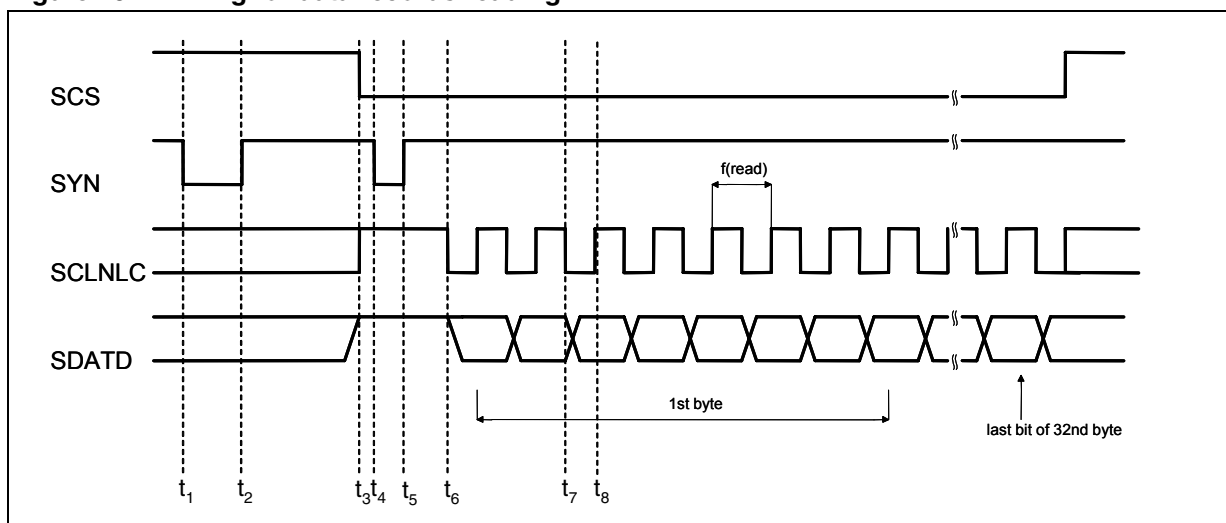 SCS
SYN
f(read)
SCLNLC
SDATD
1st byte
last bit of 32nd byte
t1 t2 t3 t4 t5 t6 t7 t8